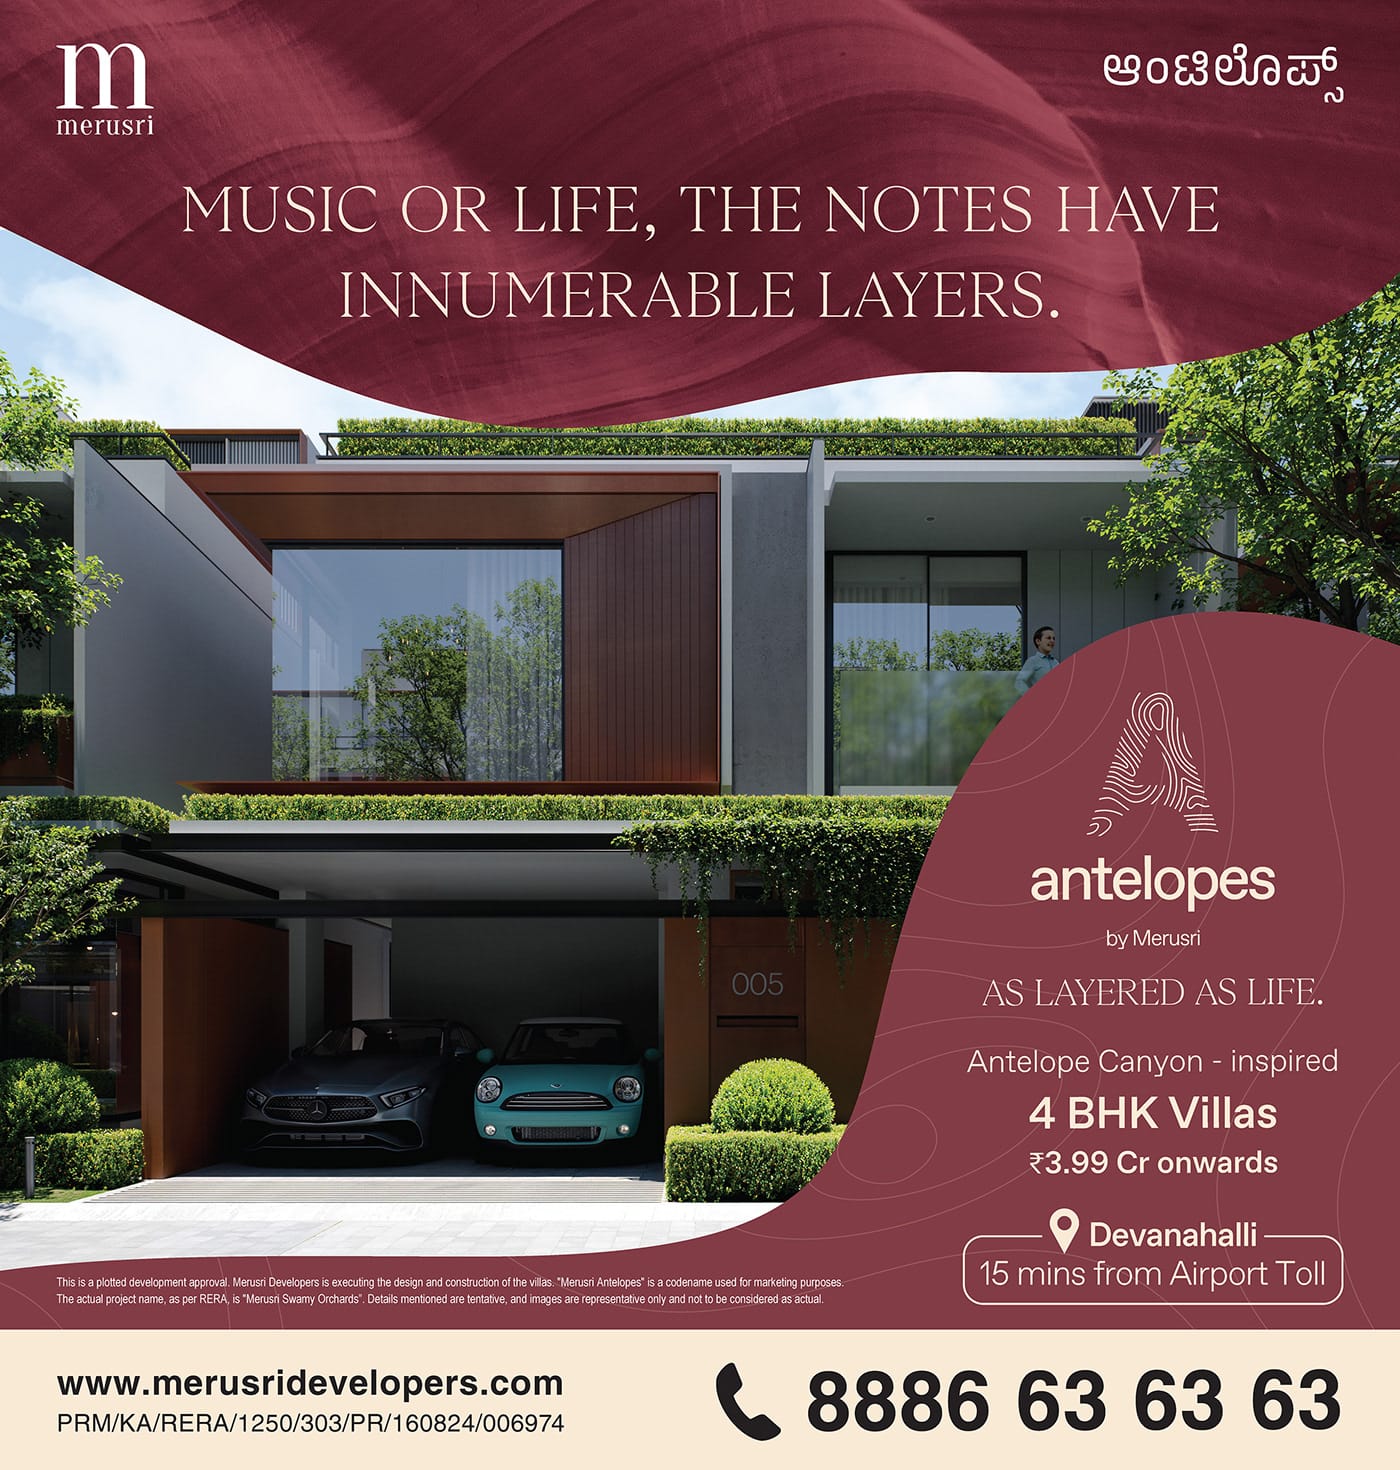 m
merusri
ಆಂಟಿಲೊಪ್ಸ್
MUSIC OR LIFE, THE NOTES HAVE
INNUMERABLE LAYERS.
005
antelopes
by Merusri
AS LAYERED AS LIFE.
Antelope Canyon - inspired
4 BHK Villas
₹3.99 Cr onwards
Devanahalli
15 mins from Airport Toll
This is a plotted development approval. Merusri Developers is executing the design and construction of the villas. "Merusri Antelopes" is a codename used for marketing purposes.
The actual project name, as per RERA, is "Merusri Swamy Orchards". Details mentioned are tentative, and images are representative only and not to be considered as actual.
www.merusridevelopers.com
PRM/KA/RERA/1250/303/PR/160824/006974
8886 63 63 63